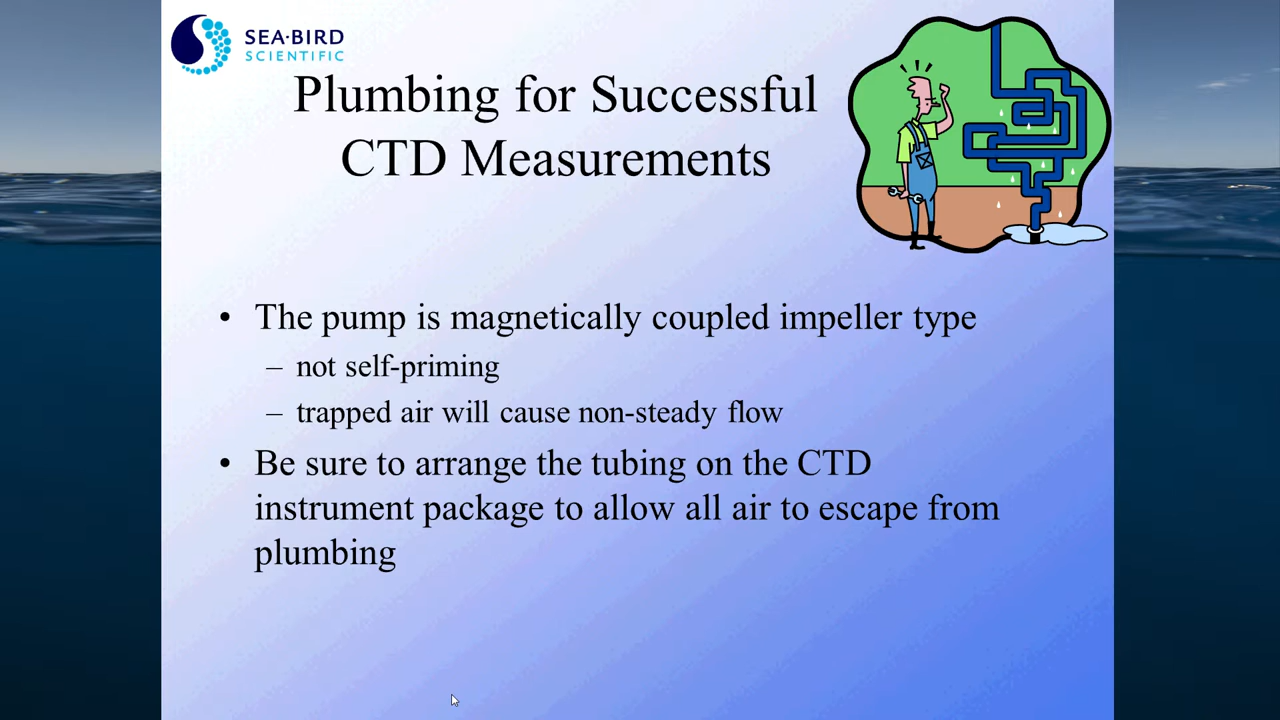 SEA·BIRD
SCIENTIFIC
Plumbing for Successful
CTD Measurements
• The pump is magnetically coupled impeller type
– not self-priming
– trapped air will cause non-steady flow
• Be sure to arrange the tubing on the CTD
instrument package to allow all air to escape from
plumbing